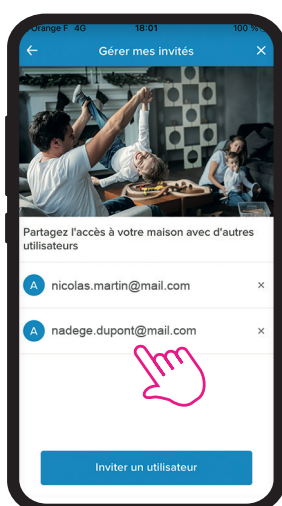 Orange F 4G 18:01 100 %
Gérer mes invités
Partagez l'accès à votre maison avec d'autres
utilisateurs
A nicolas.martin@mail.com ×
A nadege.dupont@mail.com ×
Inviter un utilisateur